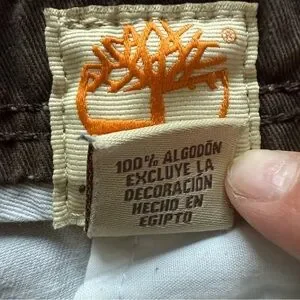 ®
100% ALGODÓN
EXCLUYE LA
DECORACIÓN
HECHO EN
EGIPTO